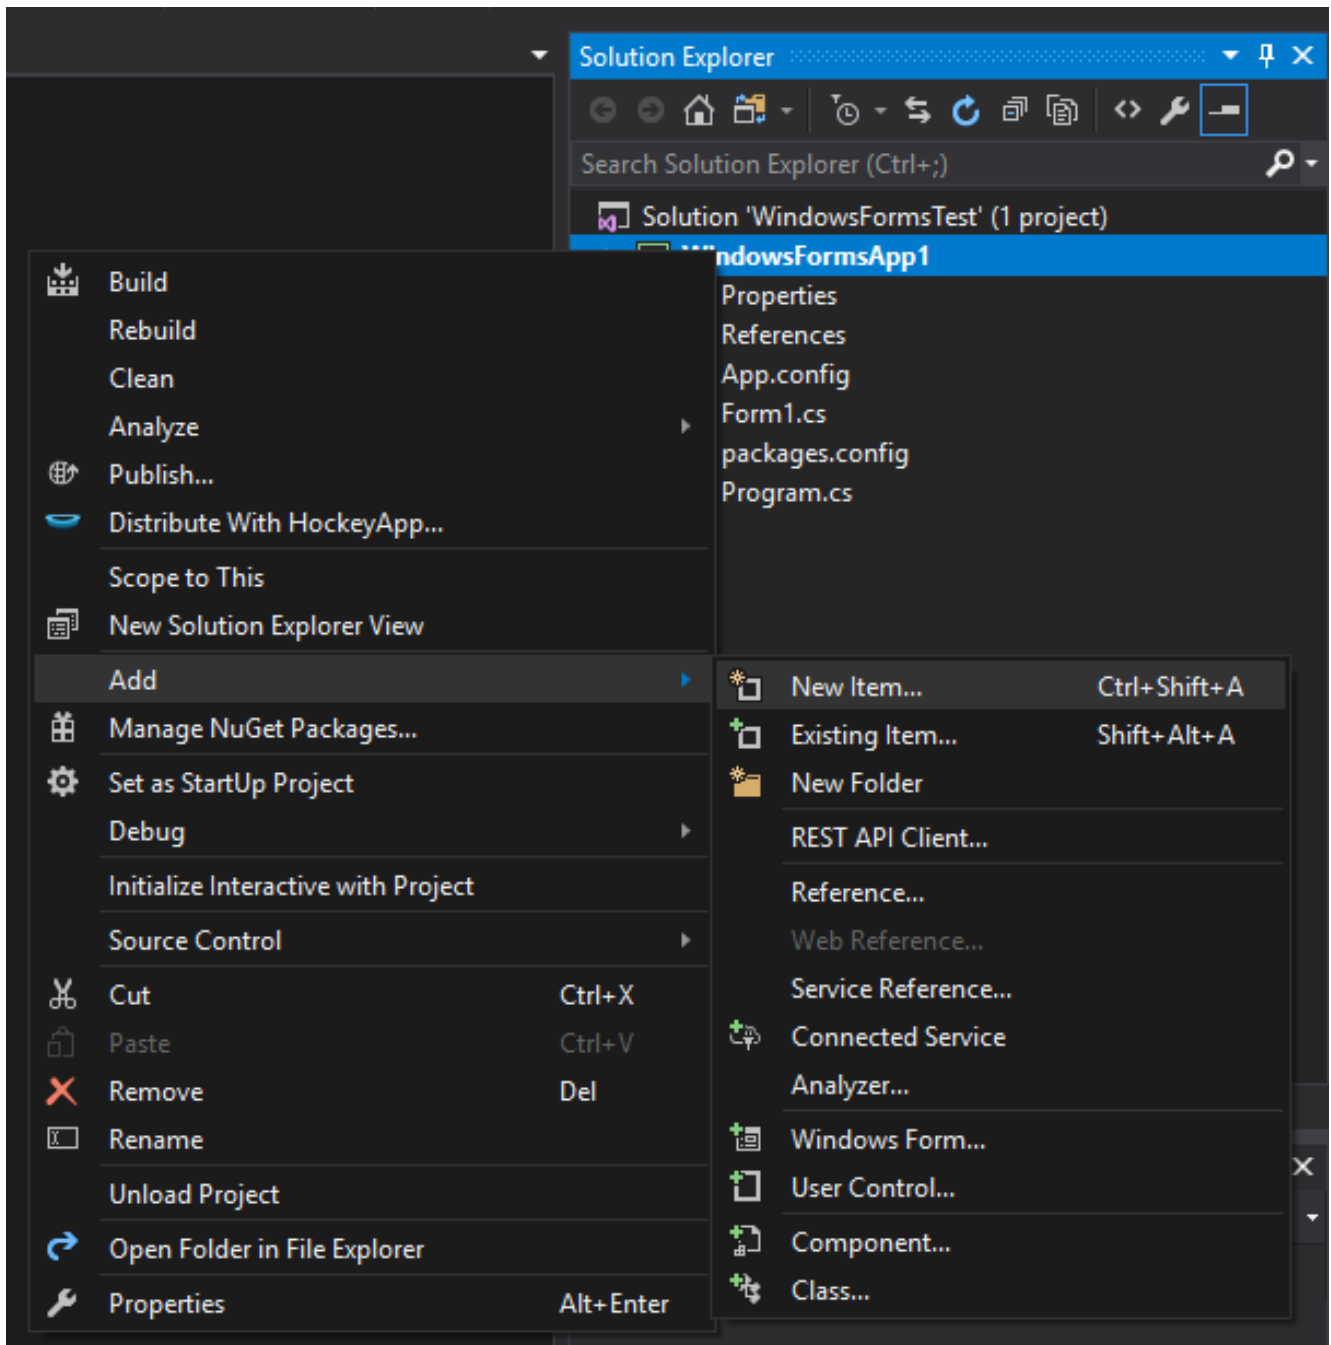 Solution Explorer
Search Solution Explorer (Ctrl+;)
Solution 'WindowsFormsTest' (1 project)
ndowsFormsApp1
Properties
References
App.config
Form1.cs
packages.config
Program.cs
Build
Rebuild
Clean
Analyze
Publish...
Distribute With HockeyApp...
Scope to This
New Solution Explorer View
Add
Manage NuGet Packages...
Set as StartUp Project
Debug
Initialize Interactive with Project
Source Control
Cut Ctrl+X
Paste Ctrl+V
Remove Del
Rename
Unload Project
Open Folder in File Explorer
Properties Alt+Enter
New Item... Ctrl+Shift+A
Existing Item... Shift+Alt+A
New Folder
REST API Client...
Reference...
Web Reference...
Service Reference...
Connected Service
Analyzer...
Windows Form...
User Control...
Component...
Class...